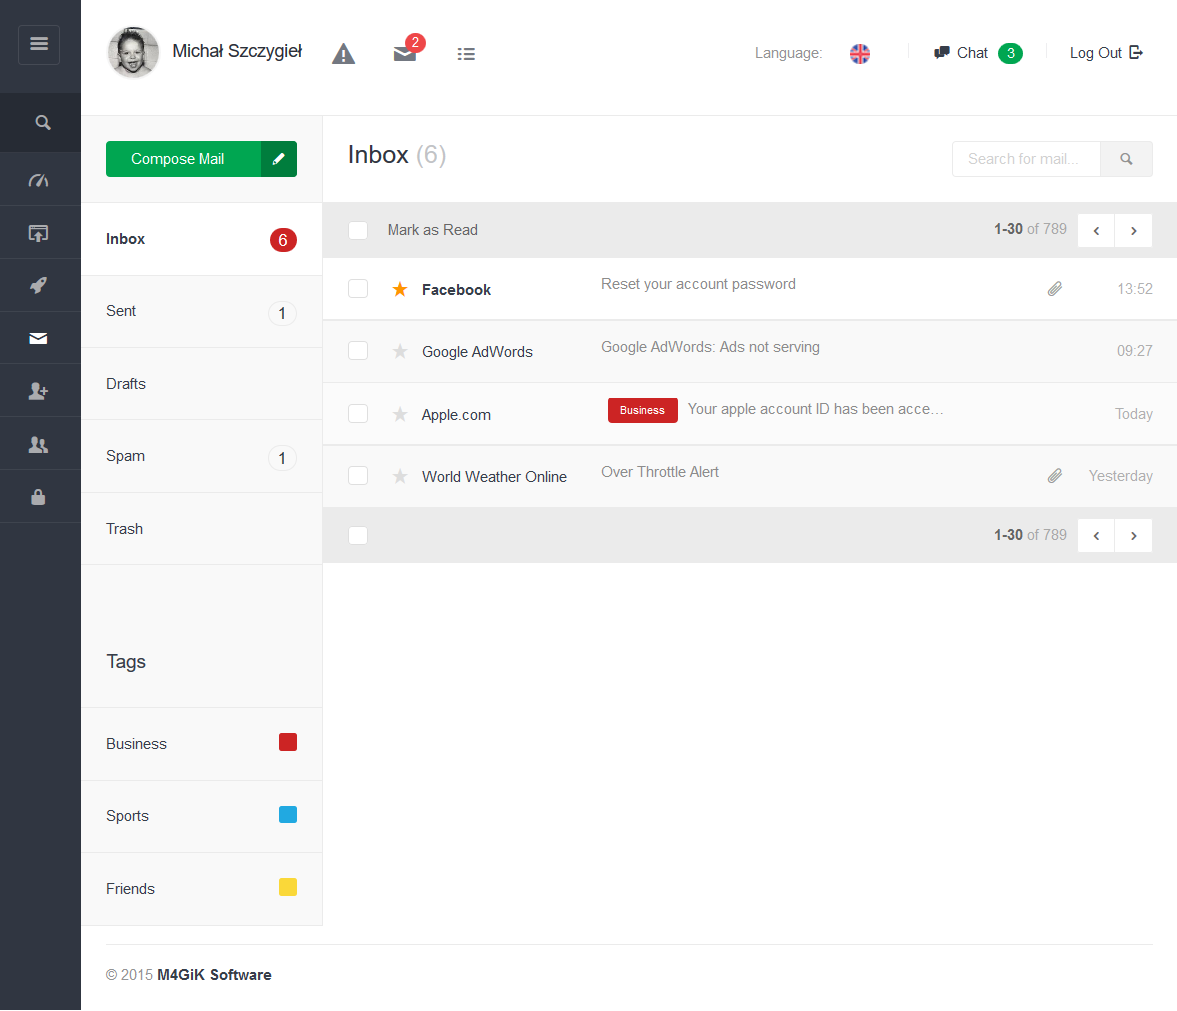 Michał Szczygieł
2
Language:
Chat 3
Log Out
Compose Mail
Inbox (6)
Search for mail...
Inbox 6
Sent 1
Drafts
Spam 1
Trash
Tags
Business
Sports
Friends
Mark as Read
1-30 of 789
Facebook Reset your account password 13:52
Google AdWords Google AdWords: Ads not serving 09:27
Apple.com Business Your apple account ID has been acce… Today
World Weather Online Over Throttle Alert Yesterday
1-30 of 789
© 2015 M4GiK Software